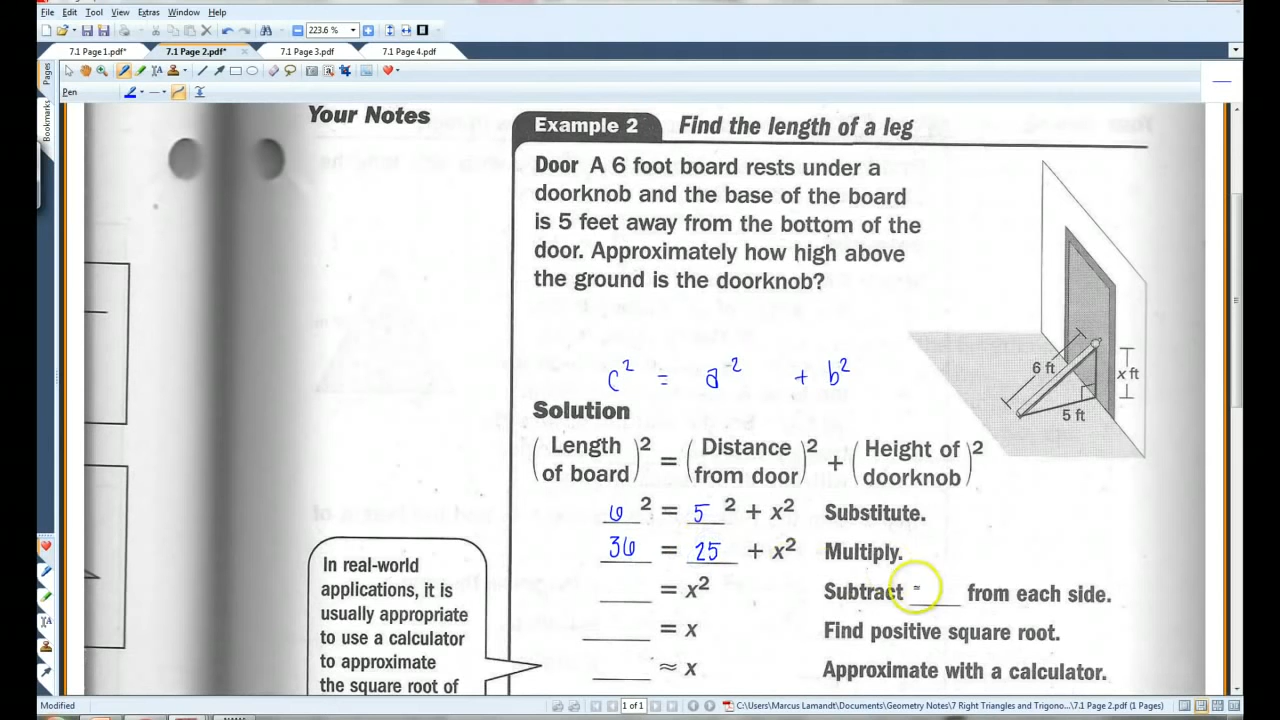 File Edit Tools View Extras Window Help
223.6 %
7.1 Page 1.pdf* 7.1 Page 2.pdf* 7.1 Page 3.pdf 7.1 Page 4.pdf
Pen
Pages
Bookmarks
Your Notes
Example 2 Find the length of a leg
Door A 6 foot board rests under a
doorknob and the base of the board
is 5 feet away from the bottom of the
door. Approximately how high above
the ground is the doorknob?
6 ft
x ft
5 ft
c² = a² + b²
Solution
(Length of board)² = (Distance from door)² + (Height of doorknob)²
6² = 5² + x² Substitute.
36 = 25 + x² Multiply.
___ = x² Subtract ___ from each side.
___ = x Find positive square root.
___ ≈ x Approximate with a calculator.
In real-world
applications, it is
usually appropriate
to use a calculator
to approximate
the square root of
Modified
1 of 1
C:\Users\Marcus Lamandt\Documents\Geometry Notes\7 Right Triangles and Trigono...\7.1 Page 2.pdf (1 Pages)